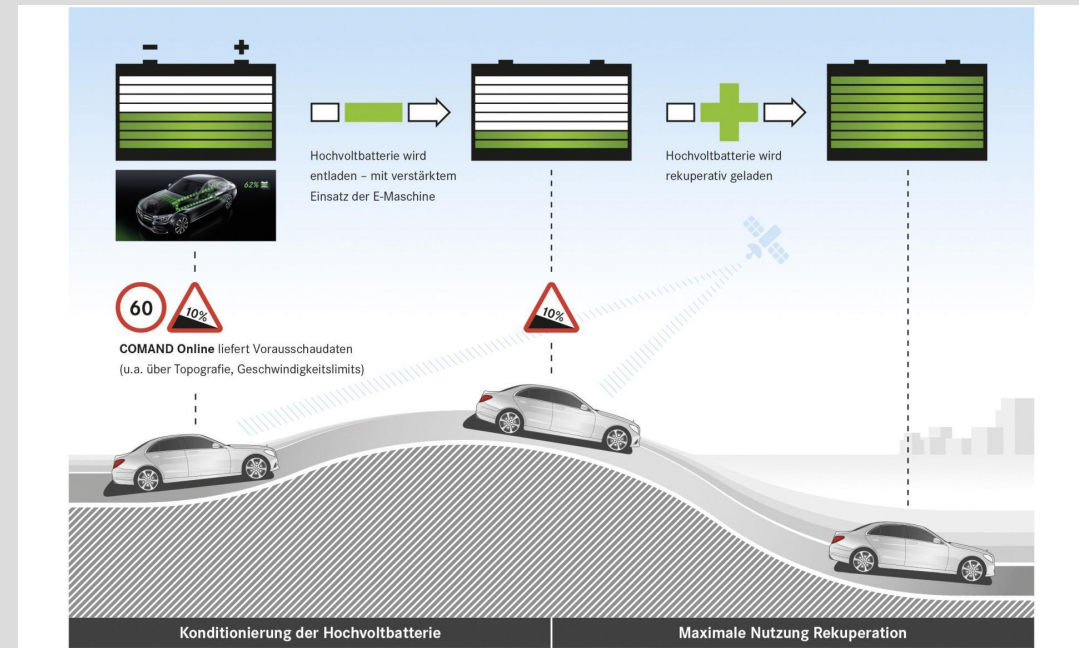 − +
62%
Hochvoltbatterie wird
entladen – mit verstärktem
Einsatz der E-Maschine
Hochvoltbatterie wird
rekuperativ geladen
60
10%
10%
COMAND Online liefert Vorausschaudaten
(u.a. über Topografie, Geschwindigkeitslimits)
Konditionierung der Hochvoltbatterie
Maximale Nutzung Rekuperation